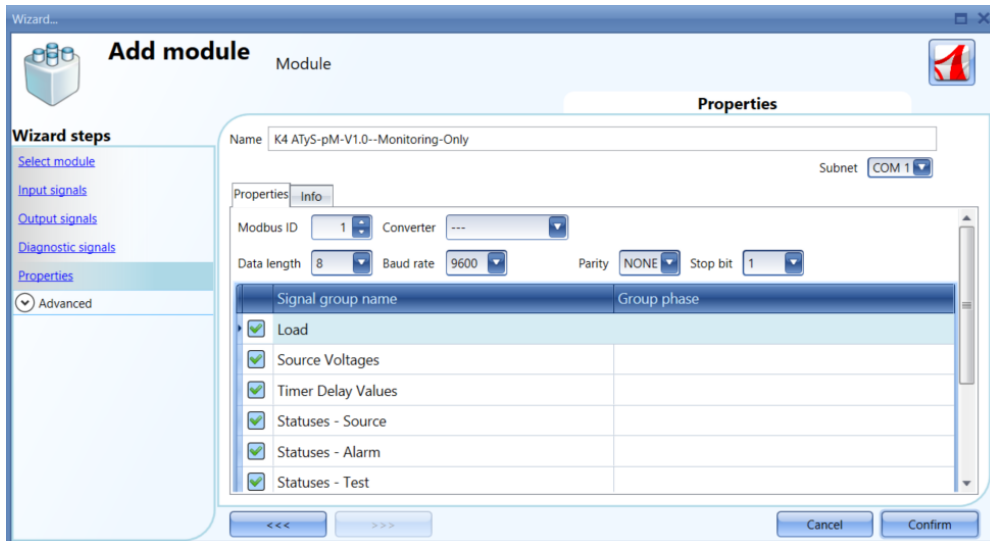 Wizard...
Add module
Module
Properties
Wizard steps
Select module
Input signals
Output signals
Diagnostic signals
Properties
Advanced
Name K4 ATyS-pM-V1.0--Monitoring-Only
Subnet COM 1
Properties Info
Modbus ID 1 Converter ---
Data length 8 Baud rate 9600 Parity NONE Stop bit 1
Signal group name Group phase
Load
Source Voltages
Timer Delay Values
Statuses - Source
Statuses - Alarm
Statuses - Test
<<< >>> Cancel Confirm